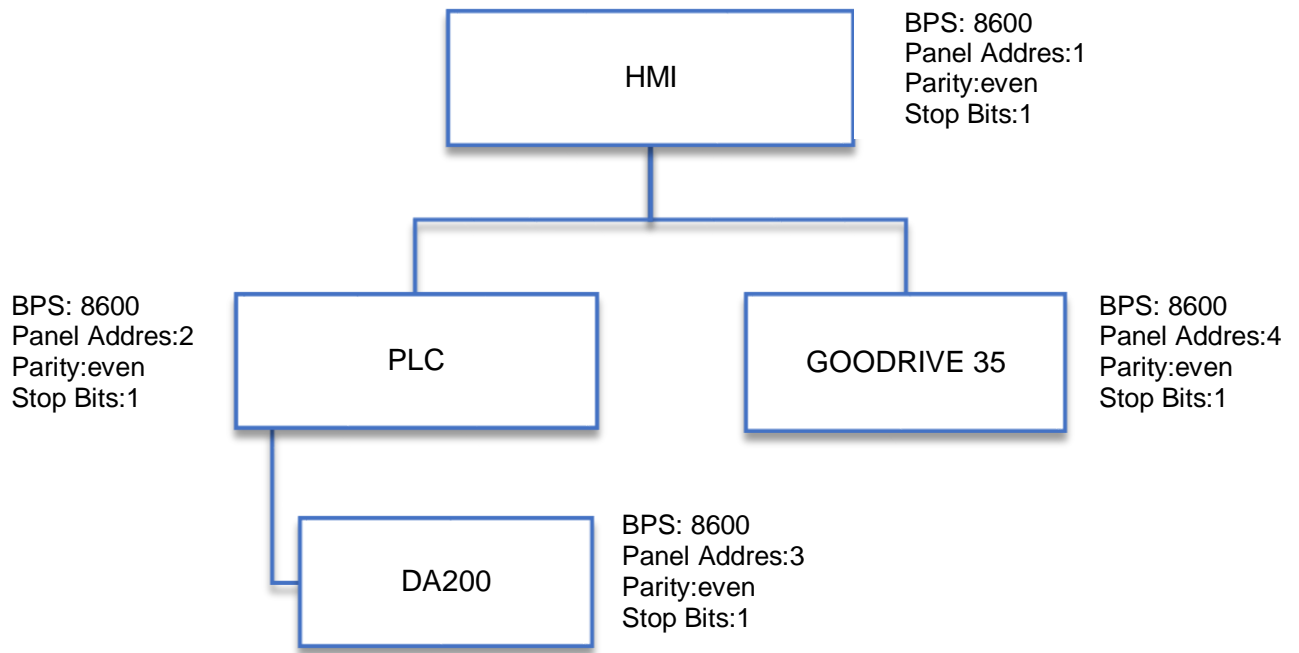 HMI
BPS: 8600
Panel Addres:1
Parity:even
Stop Bits:1
BPS: 8600
Panel Addres:2
Parity:even
Stop Bits:1
PLC
GOODRIVE 35
BPS: 8600
Panel Addres:4
Parity:even
Stop Bits:1
DA200
BPS: 8600
Panel Addres:3
Parity:even
Stop Bits:1